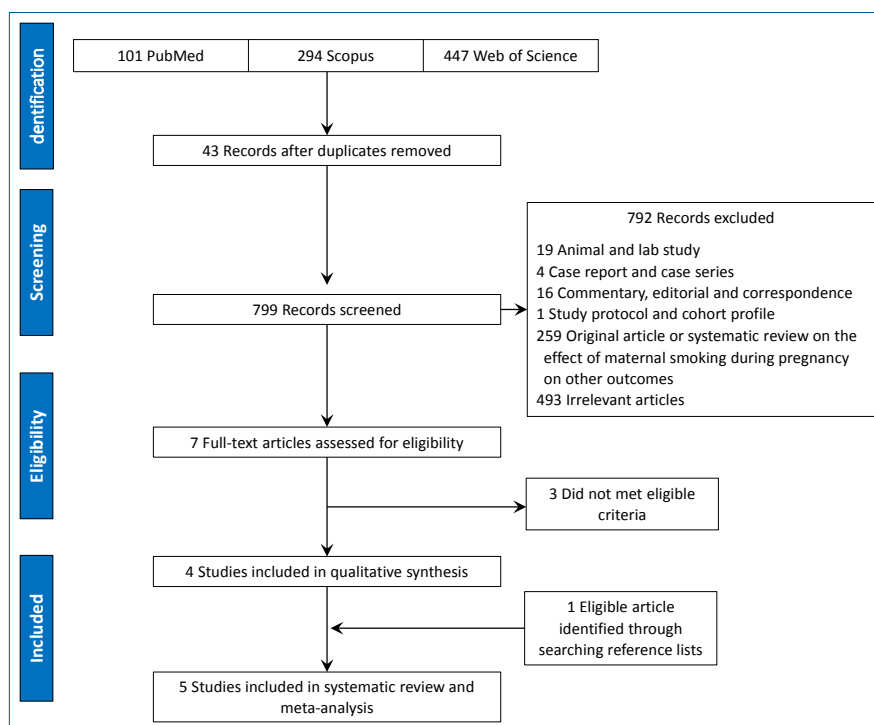 dentification
101 PubMed
294 Scopus
447 Web of Science
43 Records after duplicates removed
Screening
792 Records excluded
19 Animal and lab study
4 Case report and case series
16 Commentary, editorial and correspondence
1 Study protocol and cohort profile
259 Original article or systematic review on the
effect of maternal smoking during pregnancy
on other outcomes
493 Irrelevant articles
799 Records screened
Eligibility
7 Full-text articles assessed for eligibility
3 Did not met eligible
criteria
Included
4 Studies included in qualitative synthesis
1 Eligible article
identified through
searching reference lists
5 Studies included in systematic review and
meta-analysis